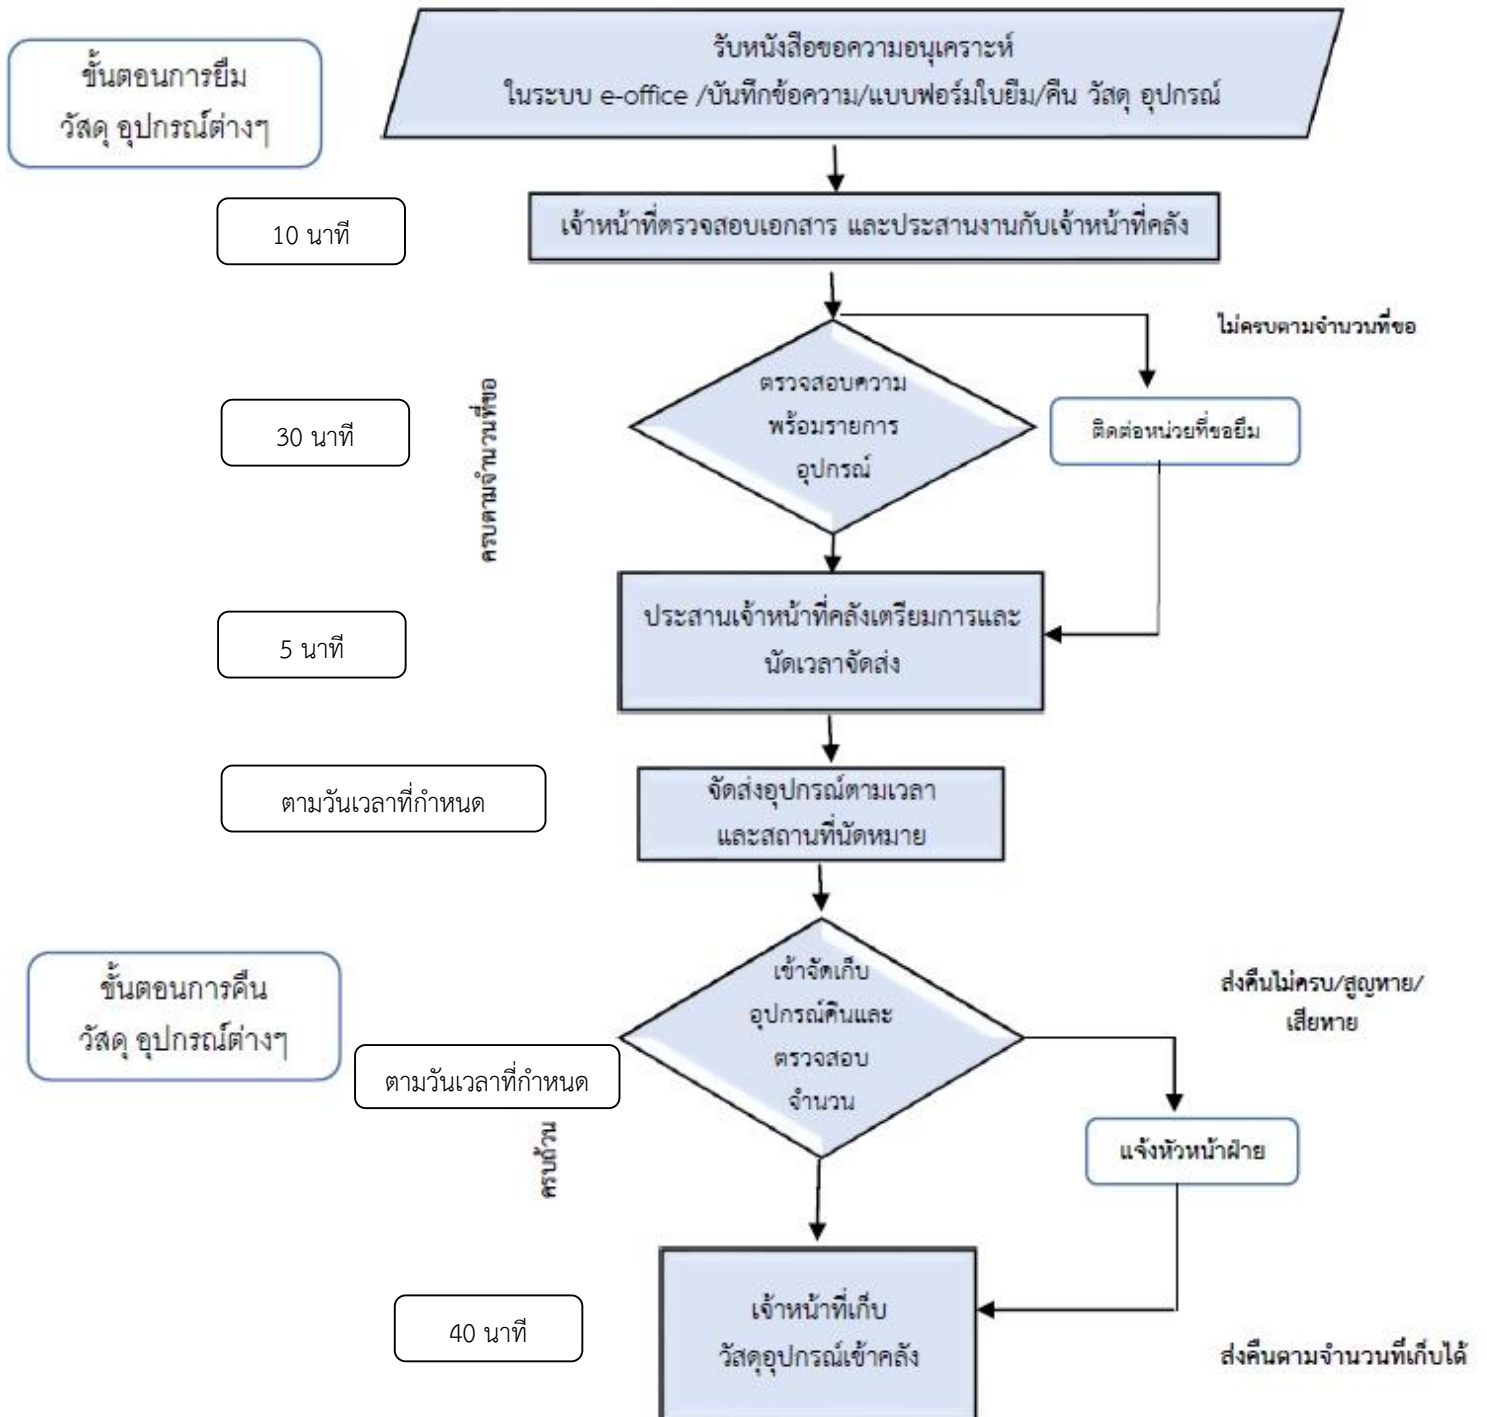 ขั้นตอนการยืม
วัสดุ อุปกรณ์ต่างๆ
รับหนังสือขอความอนุเคราะห์
ในระบบ e-office /บันทึกข้อความ/แบบฟอร์มใบยืม/คืน วัสดุ อุปกรณ์
10 นาที
เจ้าหน้าที่ตรวจสอบเอกสาร และประสานงานกับเจ้าหน้าที่คลัง
ไม่ครบตามจำนวนที่ขอ
30 นาที
ครบตามจำนวนที่ขอ
ตรวจสอบความ
พร้อมรายการ
อุปกรณ์
ติดต่อหน่วยที่ขอยืม
5 นาที
ประสานเจ้าหน้าที่คลังเตรียมการและ
นัดเวลาจัดส่ง
ตามวันเวลาที่กำหนด
จัดส่งอุปกรณ์ตามเวลา
และสถานที่นัดหมาย
ขั้นตอนการคืน
วัสดุ อุปกรณ์ต่างๆ
ตามวันเวลาที่กำหนด
เข้าจัดเก็บ
อุปกรณ์คืนและ
ตรวจสอบ
จำนวน
ส่งคืนไม่ครบ/สูญหาย/
เสียหาย
ครบถ้วน
แจ้งหัวหน้าฝ่าย
40 นาที
เจ้าหน้าที่เก็บ
วัสดุอุปกรณ์เข้าคลัง
ส่งคืนตามจำนวนที่เก็บได้